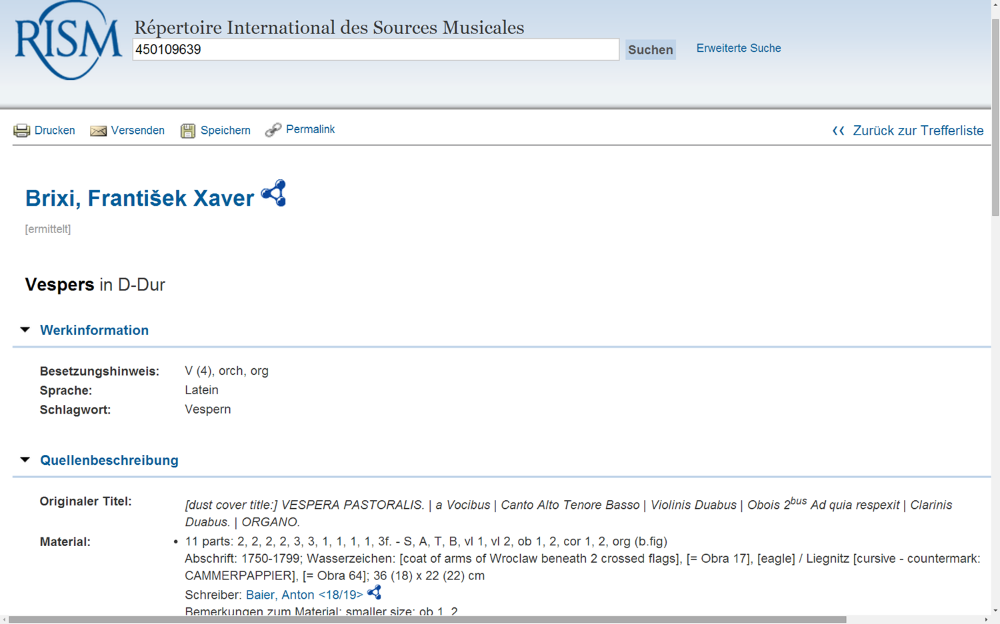 RISM
Répertoire International des Sources Musicales
450109639
Suchen
Erweiterte Suche
Drucken
Versenden
Speichern
Permalink
‹‹ Zurück zur Trefferliste
Brixi, František Xaver
[ermittelt]
Vespers in D-Dur
Werkinformation
Besetzungshinweis: V (4), orch, org
Sprache: Latein
Schlagwort: Vespern
Quellenbeschreibung
Originaler Titel: [dust cover title:] VESPERA PASTORALIS. | a Vocibus | Canto Alto Tenore Basso | Violinis Duabus | Obois 2bus Ad quia respexit | Clarinis
Duabus. | ORGANO.
Material: • 11 parts: 2, 2, 2, 2, 3, 3, 1, 1, 1, 1, 3f. - S, A, T, B, vl 1, vl 2, ob 1, 2, cor 1, 2, org (b.fig)
Abschrift: 1750-1799; Wasserzeichen: [coat of arms of Wroclaw beneath 2 crossed flags], [= Obra 17], [eagle] / Liegnitz [cursive - countermark:
CAMMERPAPPIER], [= Obra 64]; 36 (18) x 22 (22) cm
Schreiber: Baier, Anton <18/19>
Bemerkungen zum Material: smaller size: ob 1, 2